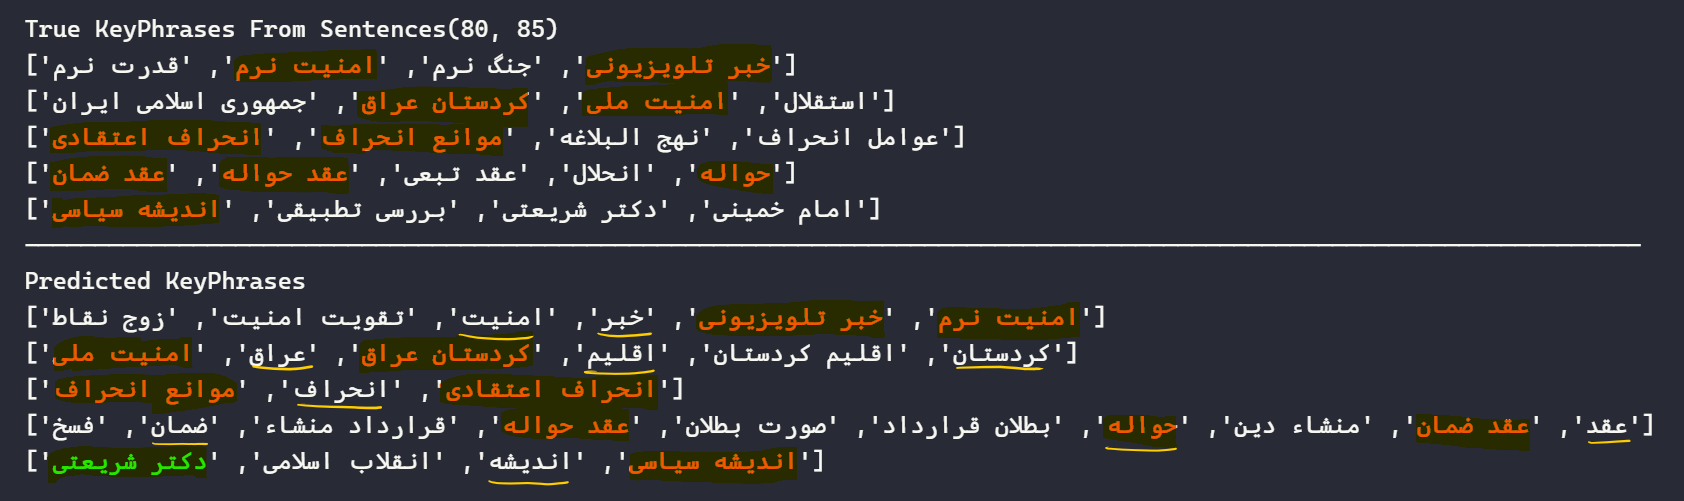 True KeyPhrases From Sentences(80, 85)
['خبر تلویزیونی', 'جنگ نرم', 'امنیت نرم', 'قدرت نرم']
['استقلال', 'امنیت ملی', 'کردستان عراق', 'جمهوری اسلامی ایران']
['عوامل انحراف', 'نهج البلاغه', 'موانع انحراف', 'انحراف اعتقادی']
['حواله', 'انحلال', 'عقد تبعی', 'عقد حواله', 'عقد ضمان']
['امام خمینی', 'دکتر شریعتی', 'بررسی تطبیقی', 'اندیشه سیاسی']
Predicted KeyPhrases
['امنیت نرم', 'خبر تلویزیونی', 'خبر', 'امنیت', 'تقویت امنیت', 'زوج نقاط']
['کردستان', 'اقلیم کردستان', 'اقلیم', 'کردستان عراق', 'عراق', 'امنیت ملی']
['انحراف اعتقادی', 'انحراف', 'موانع انحراف']
['عقد', 'عقد ضمان', 'منشاء دین', 'حواله', 'بطلان قرارداد', 'صورت بطلان', 'عقد حواله', 'قرارداد منشاء', 'ضمان', 'فسخ']
['اندیشه سیاسی', 'اندیشه', 'انقلاب اسلامی', 'دکتر شریعتی']